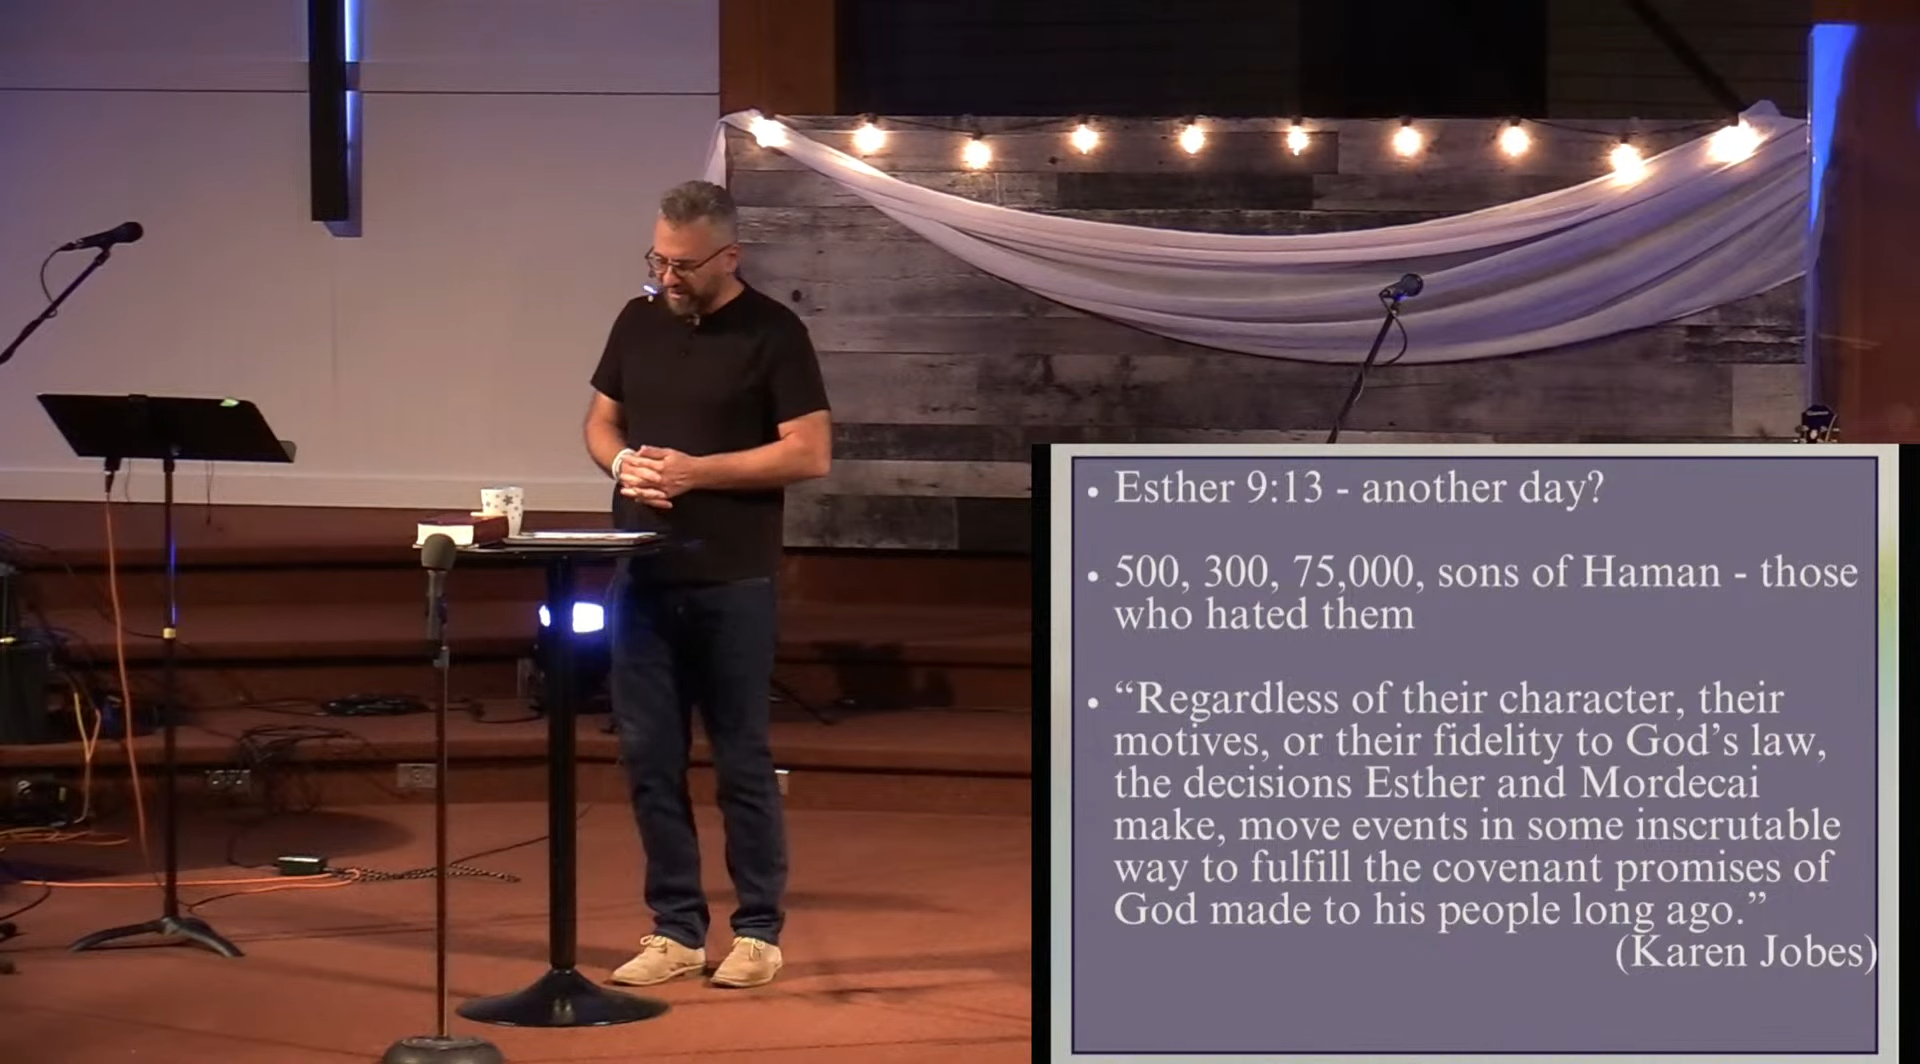 • Esther 9:13 - another day?
• 500, 300, 75,000, sons of Haman - those
who hated them
• “Regardless of their character, their
motives, or their fidelity to God’s law,
the decisions Esther and Mordecai
make, move events in some inscrutable
way to fulfill the covenant promises of
God made to his people long ago.”
(Karen Jobes)